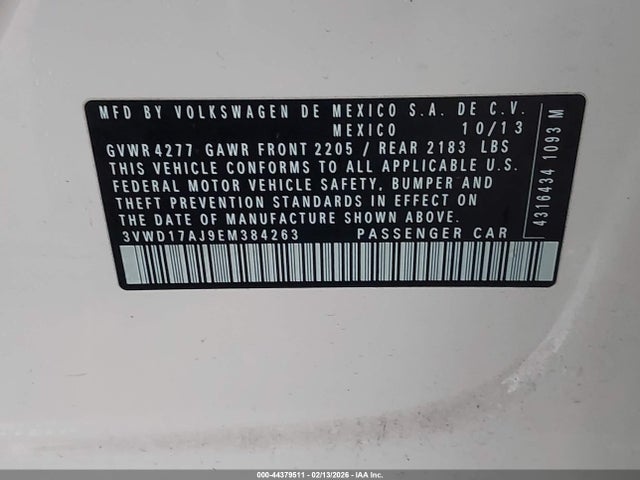 MFD BY VOLKSWAGEN DE MEXICO S.A. DE C.V.
MEXICO 10/13
GVWR 4277 GAWR FRONT 2205 / REAR 2183 LBS
THIS VEHICLE CONFORMS TO ALL APPLICABLE U.S.
FEDERAL MOTOR VEHICLE SAFETY, BUMPER AND
THEFT PREVENTION STANDARDS IN EFFECT ON
THE DATE OF MANUFACTURE SHOWN ABOVE.
3VWD17AJ9EM384263 PASSENGER CAR
4316434 1093 M
000-44379511 - 02/13/2026 - IAA Inc.